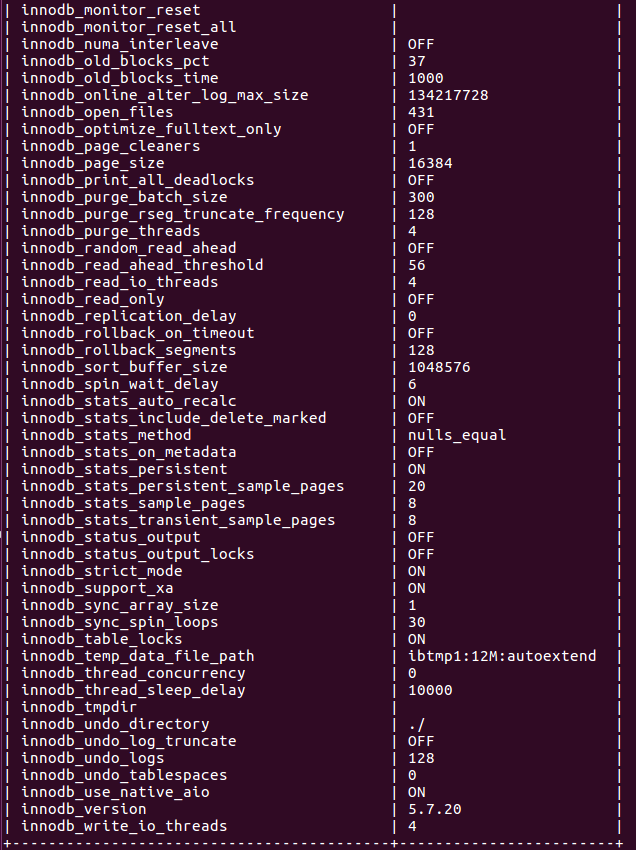 | innodb_monitor_reset                     |                        |
| innodb_monitor_reset_all                 |                        |
| innodb_numa_interleave                   | OFF                    |
| innodb_old_blocks_pct                    | 37                     |
| innodb_old_blocks_time                   | 1000                   |
| innodb_online_alter_log_max_size         | 134217728              |
| innodb_open_files                        | 431                    |
| innodb_optimize_fulltext_only            | OFF                    |
| innodb_page_cleaners                     | 1                      |
| innodb_page_size                         | 16384                  |
| innodb_print_all_deadlocks               | OFF                    |
| innodb_purge_batch_size                  | 300                    |
| innodb_purge_rseg_truncate_frequency     | 128                    |
| innodb_purge_threads                     | 4                      |
| innodb_random_read_ahead                 | OFF                    |
| innodb_read_ahead_threshold              | 56                     |
| innodb_read_io_threads                   | 4                      |
| innodb_read_only                         | OFF                    |
| innodb_replication_delay                 | 0                      |
| innodb_rollback_on_timeout               | OFF                    |
| innodb_rollback_segments                 | 128                    |
| innodb_sort_buffer_size                  | 1048576                |
| innodb_spin_wait_delay                   | 6                      |
| innodb_stats_auto_recalc                 | ON                     |
| innodb_stats_include_delete_marked       | OFF                    |
| innodb_stats_method                      | nulls_equal            |
| innodb_stats_on_metadata                 | OFF                    |
| innodb_stats_persistent                  | ON                     |
| innodb_stats_persistent_sample_pages     | 20                     |
| innodb_stats_sample_pages                | 8                      |
| innodb_stats_transient_sample_pages      | 8                      |
| innodb_status_output                     | OFF                    |
| innodb_status_output_locks               | OFF                    |
| innodb_strict_mode                       | ON                     |
| innodb_support_xa                        | ON                     |
| innodb_sync_array_size                   | 1                      |
| innodb_sync_spin_loops                   | 30                     |
| innodb_table_locks                       | ON                     |
| innodb_temp_data_file_path               | ibtmp1:12M:autoextend  |
| innodb_thread_concurrency                | 0                      |
| innodb_thread_sleep_delay                | 10000                  |
| innodb_tmpdir                            |                        |
| innodb_undo_directory                    | ./                     |
| innodb_undo_log_truncate                 | OFF                    |
| innodb_undo_logs                         | 128                    |
| innodb_undo_tablespaces                  | 0                      |
| innodb_use_native_aio                    | ON                     |
| innodb_version                           | 5.7.20                 |
| innodb_write_io_threads                  | 4                      |
+------------------------------------------+------------------------+